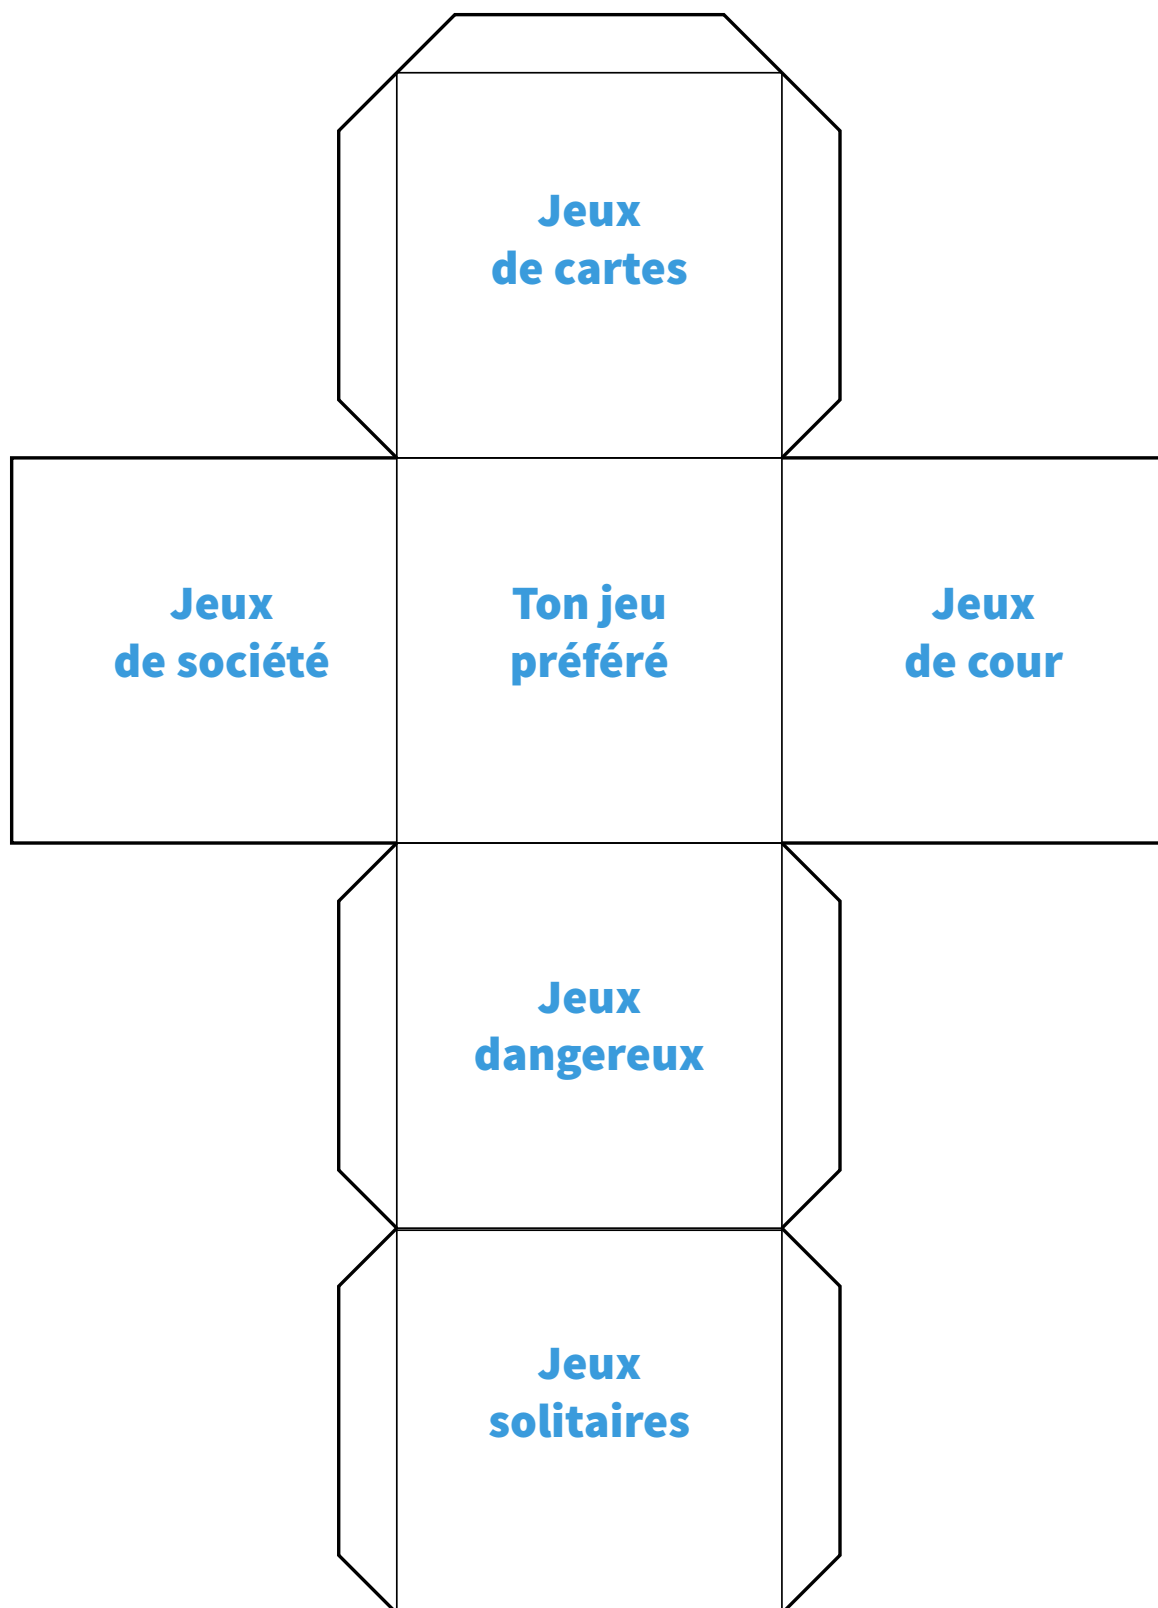 Jeux
de cartes
Jeux
de société
Ton jeu
préféré
Jeux
de cour
Jeux
dangereux
Jeux
solitaires